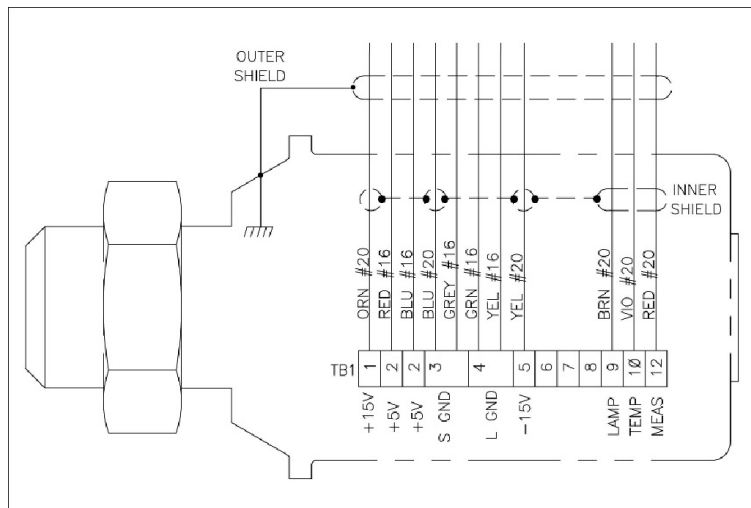 OUTER
SHIELD
INNER
SHIELD
ORN #20
RED #16
BLU #16
BLU #20
GREY #16
GRN #16
YEL #16
YEL #20
BRN #20
VIO #20
RED #20
TB1 1 2 2 3 4 5 6 7 8 9 10 12
+15V
+5V
+5V
S GND
L GND
-15V
LAMP
TEMP
MEAS